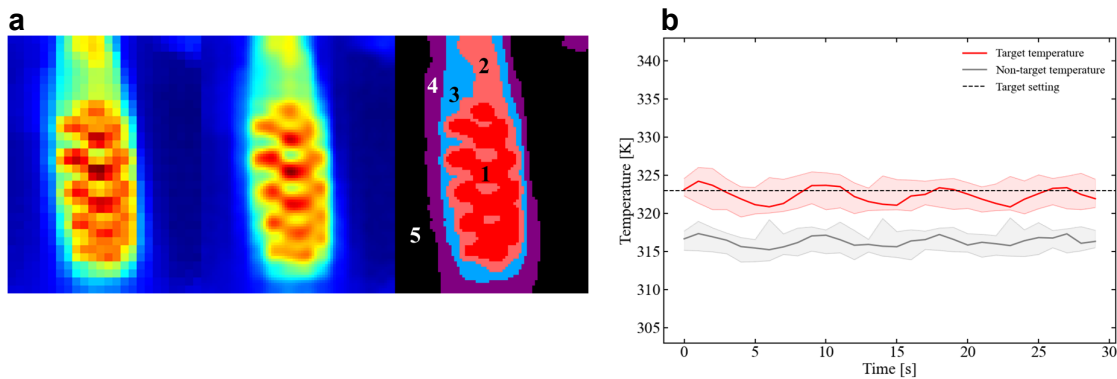 a
1
2
3
4
5
b
Target temperature
Non-target temperature
Target setting
Temperature [K]
340
335
330
325
320
315
310
305
0 5 10 15 20 25 30
Time [s]